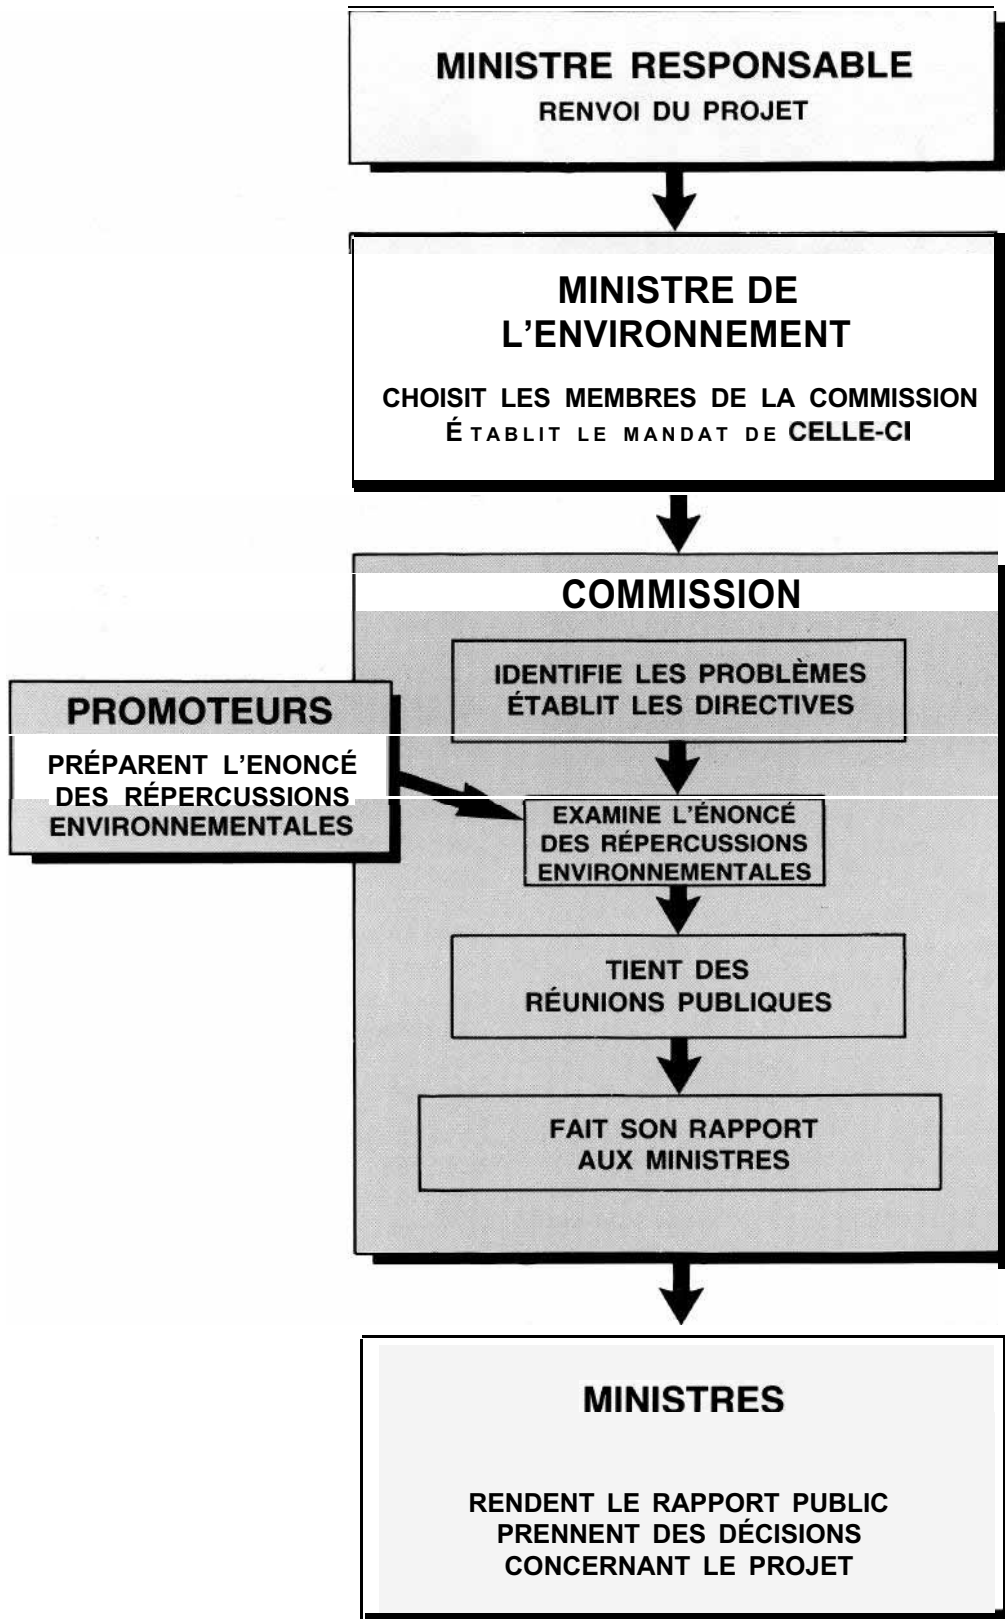 MINISTRE RESPONSABLE
RENVOI DU PROJET
MINISTRE DE
L'ENVIRONNEMENT
CHOISIT LES MEMBRES DE LA COMMISSION
ÉTABLIT LE MANDAT DE CELLE-CI
COMMISSION
IDENTIFIE LES PROBLÈMES
ÉTABLIT LES DIRECTIVES
PROMOTEURS
PRÉPARENT L'ENONCÉ
DES RÉPERCUSSIONS
ENVIRONNEMENTALES
EXAMINE L'ÉNONCÉ
DES RÉPERCUSSIONS
ENVIRONNEMENTALES
TIENT DES
RÉUNIONS PUBLIQUES
FAIT SON RAPPORT
AUX MINISTRES
MINISTRES
RENDENT LE RAPPORT PUBLIC
PRENNENT DES DÉCISIONS
CONCERNANT LE PROJET